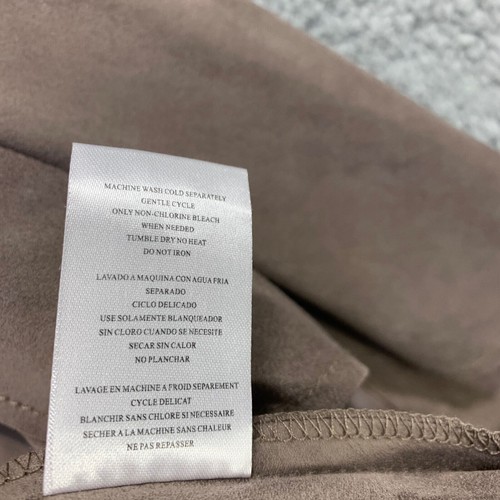 MACHINE WASH COLD SEPARATELY
GENTLE CYCLE
ONLY NON-CHLORINE BLEACH
WHEN NEEDED
TUMBLE DRY NO HEAT
DO NOT IRON
LAVADO A MAQUINA CON AGUA FRIA
SEPARADO
CICLO DELICADO
USE SOLAMENTE BLANQUEADOR
SIN CLORO CUANDO SE NECESITE
SECAR SIN CALOR
NO PLANCHAR
LAVAGE EN MACHINE A FROID SEPAREMENT
CYCLE DELICAT
BLANCHIR SANS CHLORE SI NECESSAIRE
SECHER A LA MACHINE SANS CHALEUR
NE PAS REPASSER